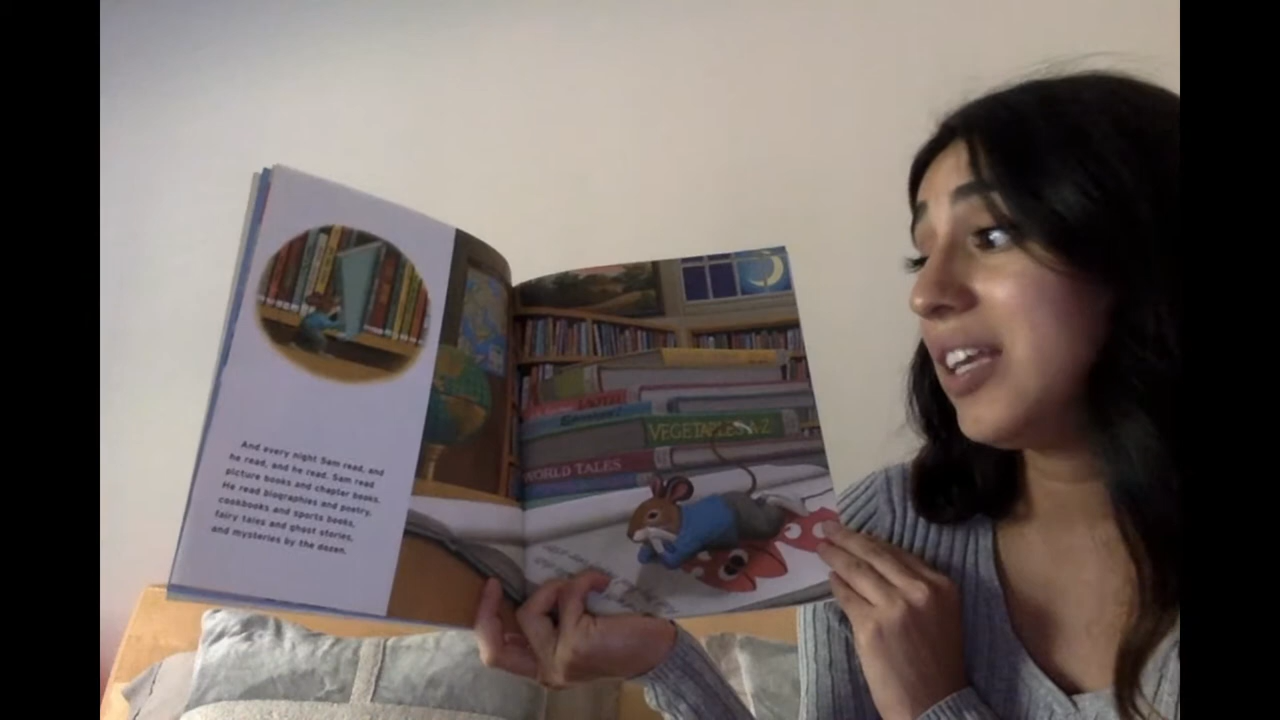 And every night Sam read, and
he read, and he read. Sam read
picture books and chapter books.
He read biographies and poetry,
cookbooks and sports books,
fairy tales and ghost stories,
and mysteries by the dozen.
VEGETABLES A-Z
WORLD TALES